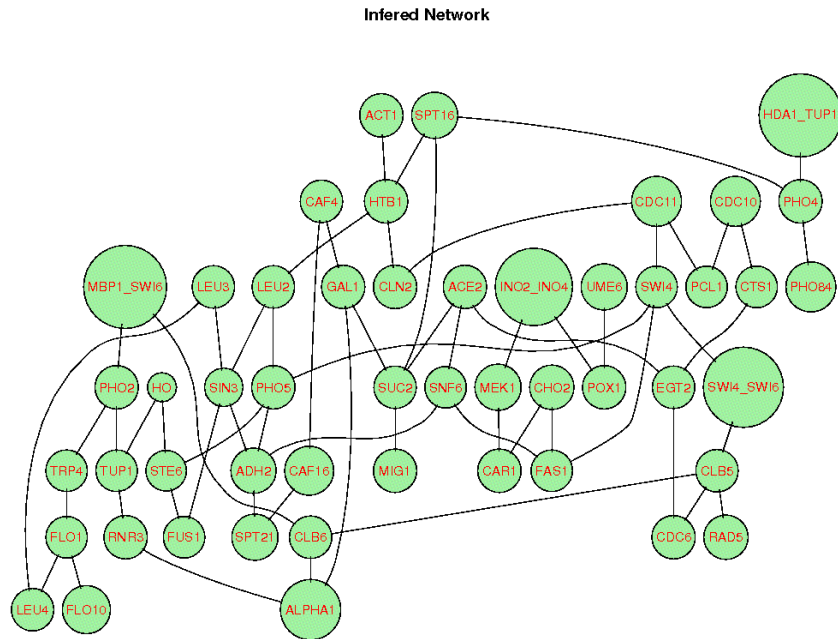 Infered Network
ACT1 SPT16 HDA1_TUP1
CAF4 HTB1 CDC11 CDC10 PHO4
MBP1_SWI6 LEU3 LEU2 GAL1 CLN2 ACE2 INO2_INO4 UME6 SWI4 PCL1 CTS1 PHO84
PHO2 HO SIN3 PHO5 SUC2 SNF6 MEK1 CHO2 POX1 EGT2 SWI4_SWI6
TRP4 TUP1 STE6 ADH2 CAF16 MIG1 CAR1 FAS1 CLB5
FLO1 RNR3 FUS1 SPT21 CLB6 CDC6 RAD5
LEU4 FLO10 ALPHA1